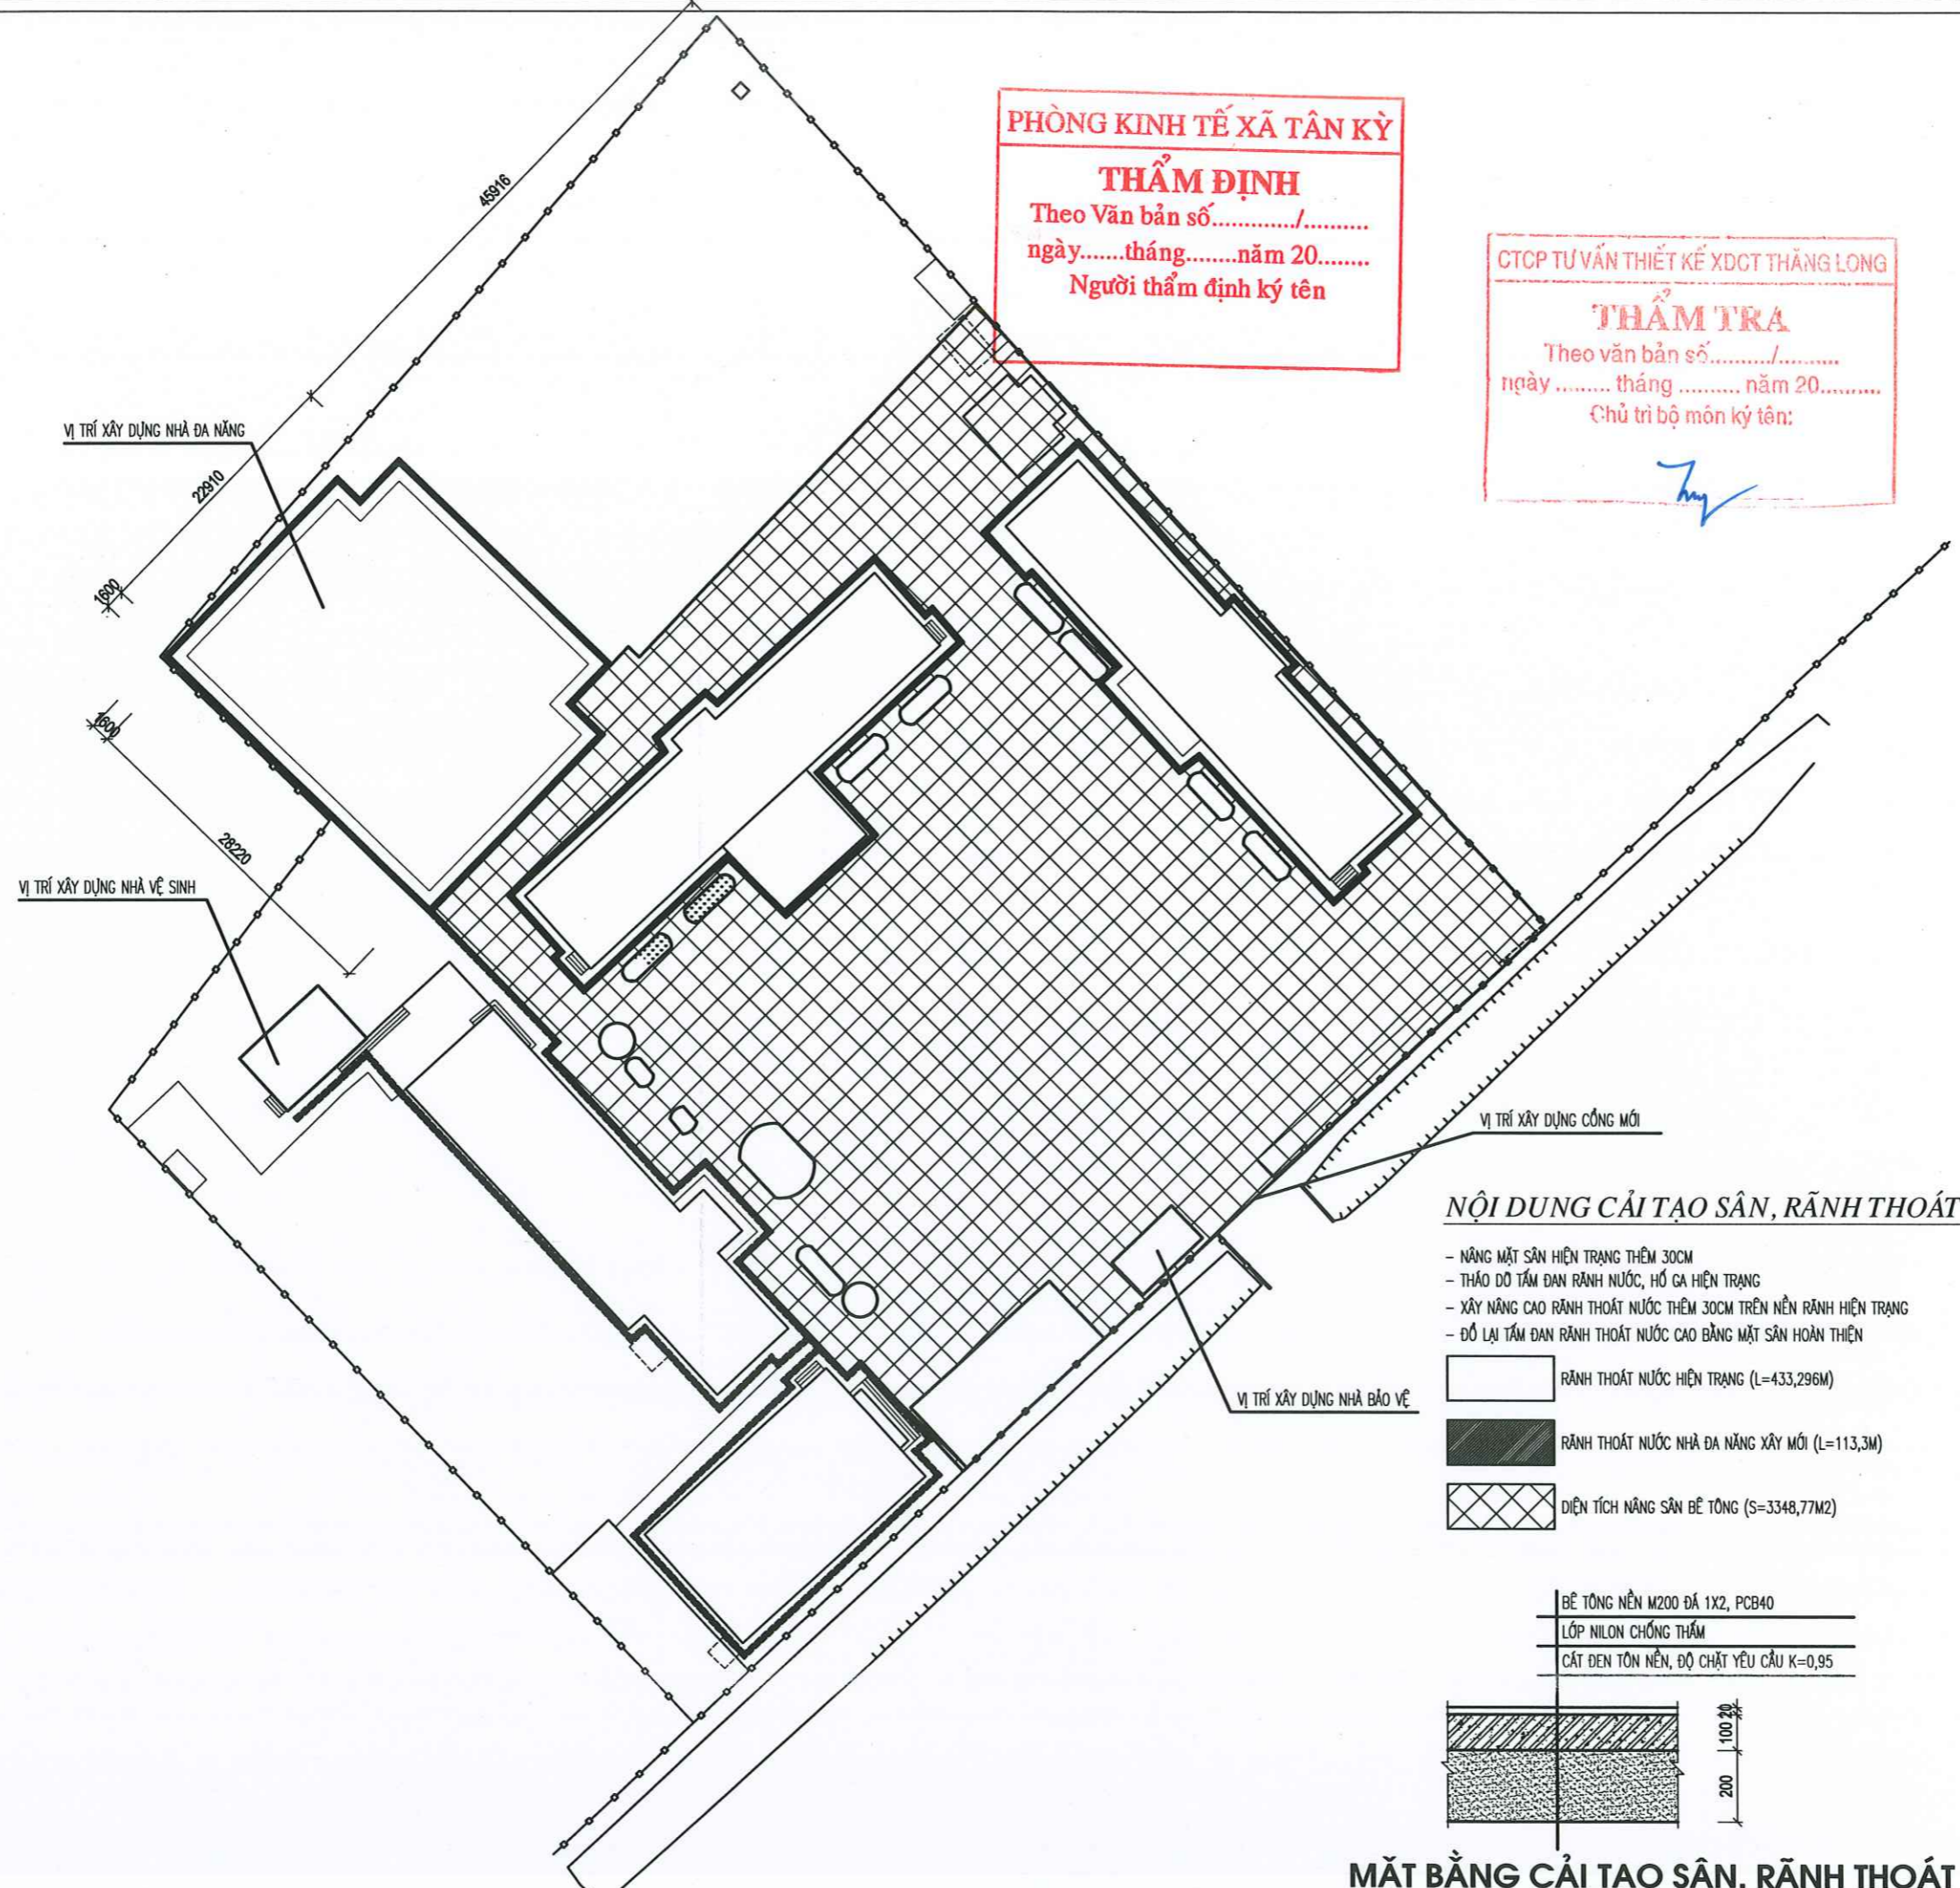 45916
PHÒNG KINH TẾ XÃ TÂN KỲ
THẨM ĐỊNH
Theo Văn bản số............./..........
ngày.......tháng........năm 20........
Người thẩm định ký tên
CTCP TƯ VẤN THIẾT KẾ XDCT THĂNG LONG
THẨM TRA
Theo văn bản số........../..........
ngày ......... tháng .......... năm 20..........
Chủ trì bộ môn ký tên:
VỊ TRÍ XÂY DỰNG NHÀ ĐA NĂNG
22910
1600
1600
28220
VỊ TRÍ XÂY DỰNG NHÀ VỆ SINH
VỊ TRÍ XÂY DỰNG CỔNG MỚI
VỊ TRÍ XÂY DỰNG NHÀ BẢO VỆ
NỘI DUNG CẢI TẠO SÂN, RÃNH THOÁT
- NÂNG MẶT SÂN HIỆN TRẠNG THÊM 30CM
- THÁO DỠ TẤM ĐAN RÃNH NƯỚC, HỐ GA HIỆN TRẠNG
- XÂY NÂNG CAO RÃNH THOÁT NƯỚC THÊM 30CM TRÊN NỀN RÃNH HIỆN TRẠNG
- ĐỔ LẠI TẤM ĐAN RÃNH THOÁT NƯỚC CAO BẰNG MẶT SÂN HOÀN THIỆN
RÃNH THOÁT NƯỚC HIỆN TRẠNG (L=433,296M)
RÃNH THOÁT NƯỚC NHÀ ĐA NĂNG XÂY MỚI (L=113,3M)
DIỆN TÍCH NÂNG SÂN BÊ TÔNG (S=3348,77M2)
BÊ TÔNG NỀN M200 ĐÁ 1X2, PCB40
LỚP NILON CHỐNG THẤM
CÁT ĐEN TÔN NỀN, ĐỘ CHẶT YÊU CẦU K=0,95
20
100
200
MẶT BẰNG CẢI TẠO SÂN, RÃNH THOÁT